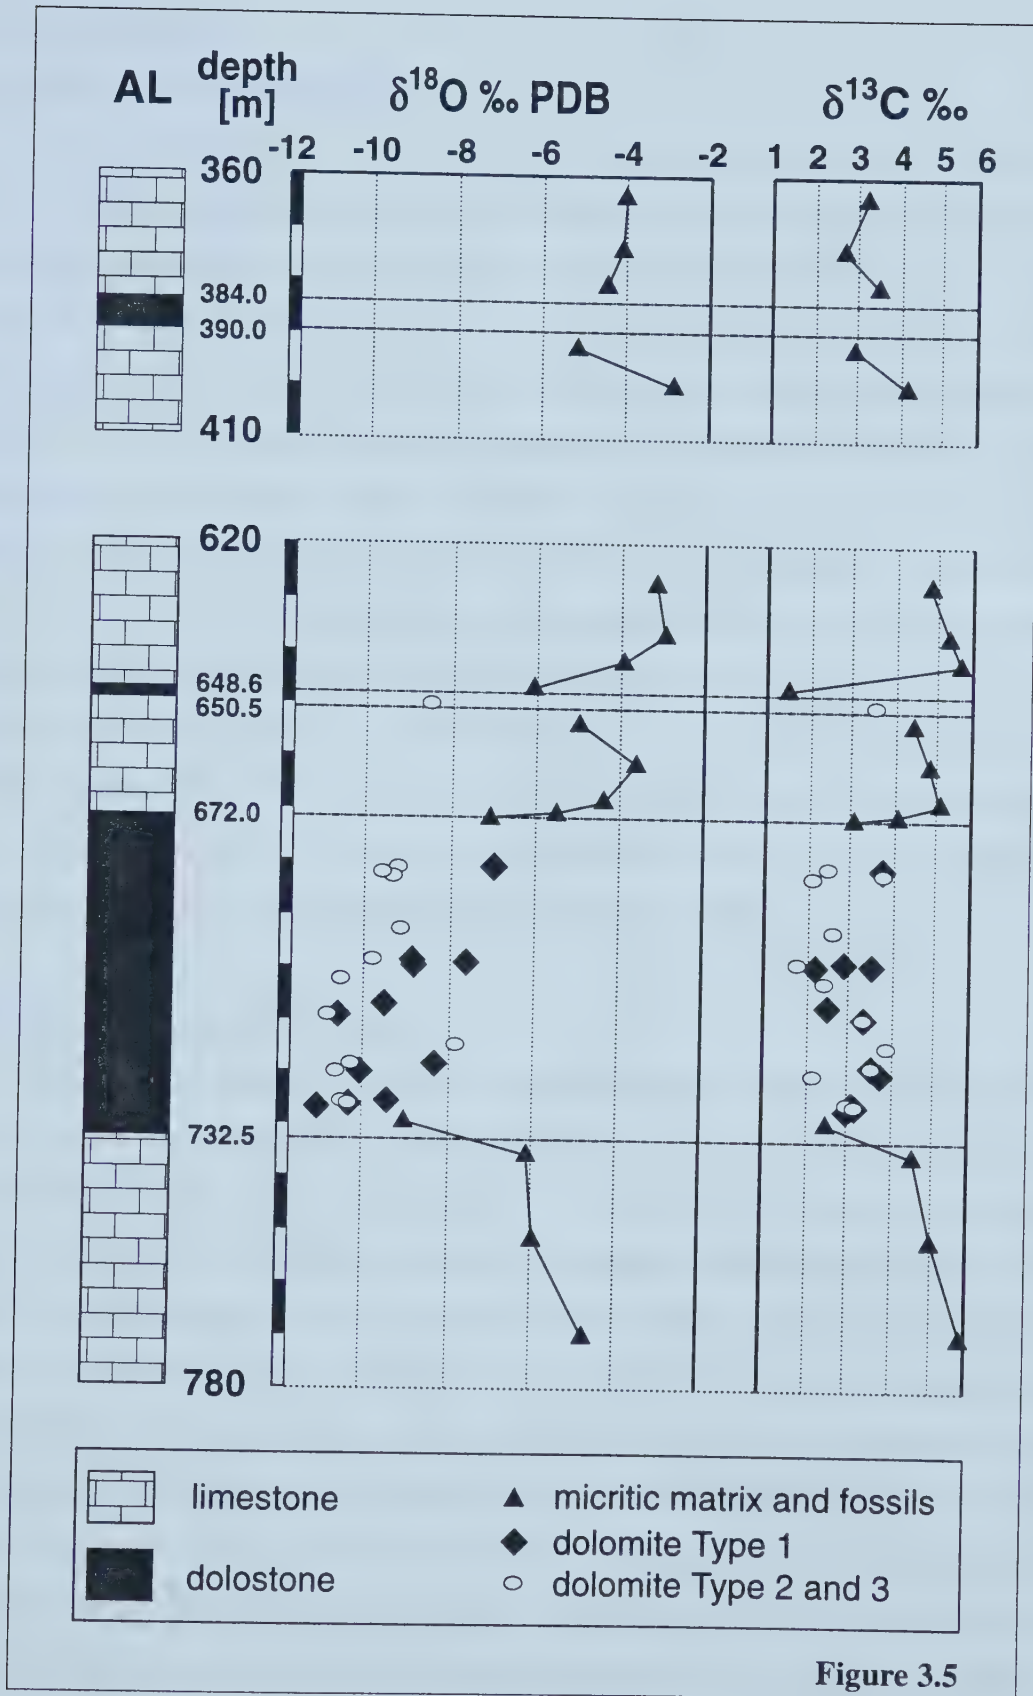 AL depth [m] δ18O ‰ PDB δ13C ‰
-12 -10 -8 -6 -4 -2 1 2 3 4 5 6
360
384.0
390.0
410
620
648.6
650.5
672.0
732.5
780
limestone
dolostone
micritic matrix and fossils
dolomite Type 1
dolomite Type 2 and 3
Figure 3.5